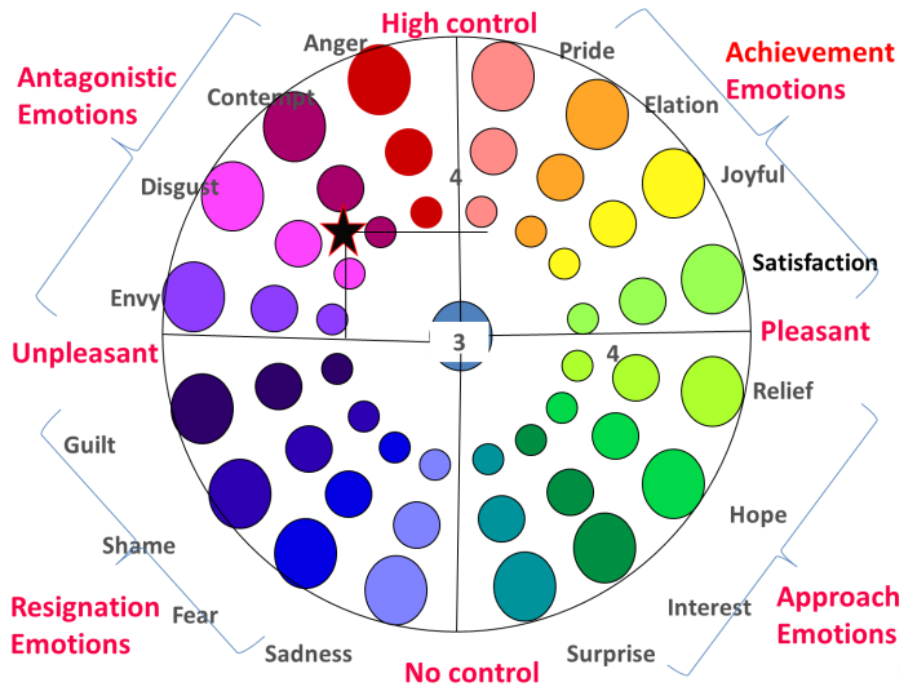 High control
Anger
Pride
Antagonistic
Emotions
Achievement
Emotions
Contempt
Elation
Disgust
4
Joyful
Satisfaction
Envy
Unpleasant
3
Pleasant
4
Relief
Guilt
Hope
Shame
Resignation
Emotions
Fear
Interest
Approach
Emotions
Sadness
Surprise
No control